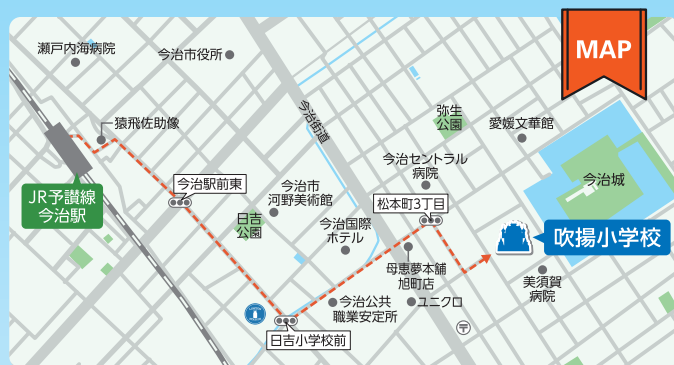 MAP
瀬戸内海病院
今治市役所
猿飛佐助像
今治街道
弥生
公園
愛媛文華館
JR予讃線
今治駅
今治駅前東
今治市
河野美術館
日吉
公園
今治国際
ホテル
今治セントラル
病院
松本町3丁目
今治城
吹揚小学校
母恵夢本舗
旭町店
美須賀
病院
今治公共
職業安定所
ユニクロ
〒
日吉小学校前